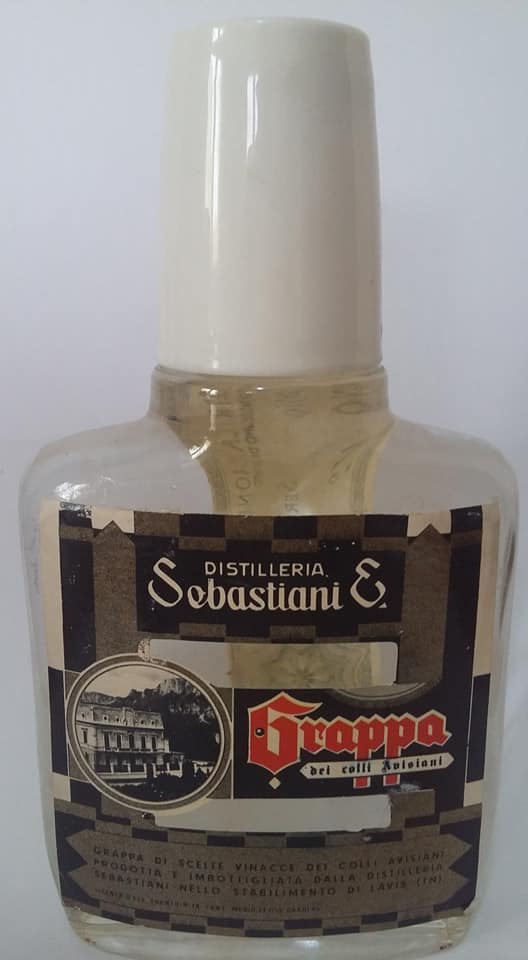 DISTILLERIA
Sebastiani E.
Grappa
dei colli Avisiani
GRAPPA DI SCELTE VINACCE DEI COLLI AVISIANI
PRODOTTA E IMBOTTIGLIATA DALLA DISTILLERIA
SEBASTIANI NELLO STABILIMENTO DI LAVIS (TN)